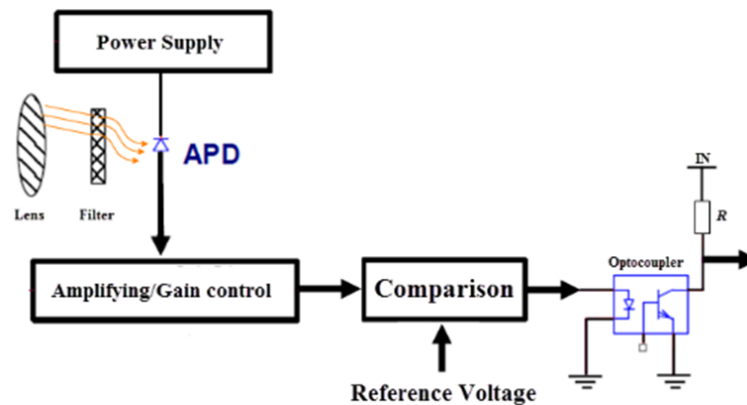 Power Supply
APD
Lens
Filter
IN
R
Optocoupler
Amplifying/Gain control
Comparison
Reference Voltage